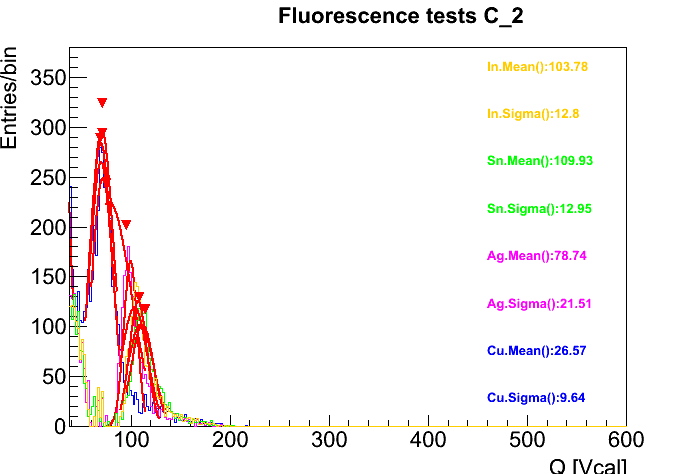 Fluorescence tests C_2
Entries/bin
350
300
250
200
150
100
50
0
In.Mean():103.78
In.Sigma():12.8
Sn.Mean():109.93
Sn.Sigma():12.95
Ag.Mean():78.74
Ag.Sigma():21.51
Cu.Mean():26.57
Cu.Sigma():9.64
100 200 300 400 500 600
Q [Vcal]